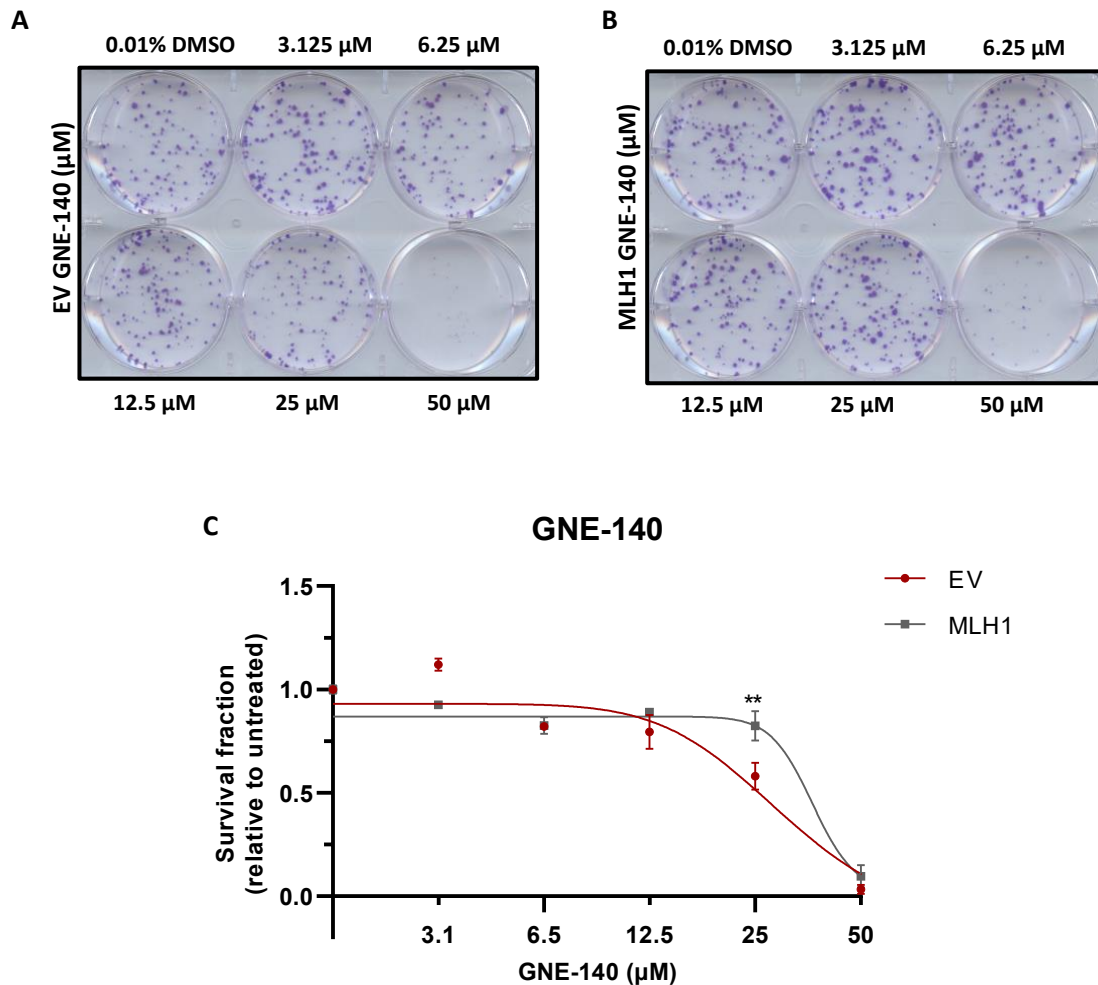 A
0.01% DMSO 3.125 µM 6.25 µM
EV GNE-140 (µM)
12.5 µM 25 µM 50 µM
B
0.01% DMSO 3.125 µM 6.25 µM
MLH1 GNE-140 (µM)
12.5 µM 25 µM 50 µM
C
GNE-140
EV
MLH1
Survival fraction
(relative to untreated)
1.5
1.0
0.5
0.0
**
3.1 6.5 12.5 25 50
GNE-140 (µM)